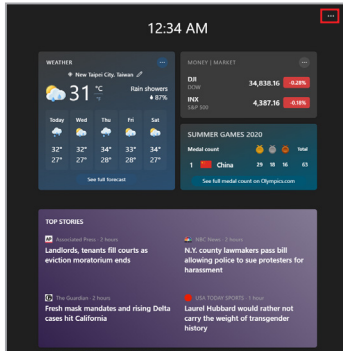 12:34 AM
WEATHER
New Taipei City, Taiwan
31 °C
°F
Rain showers
87%
Today Wed Thu Fri Sat
32° 32° 34° 33° 34°
27° 27° 28° 27° 27°
See full forecast
MONEY | MARKET
DJI
DOW
34,838.16
-0.28%
INX
S&P 500
4,387.16
-0.18%
SUMMER GAMES 2020
Medal count
Total
1 China 29 18 16 63
See full medal count on Olympics.com
TOP STORIES
AP Associated Press · 2 hours
Landlords, tenants fill courts as
eviction moratorium ends
NBC News · 2 hours
N.Y. county lawmakers pass bill
allowing police to sue protesters for
harassment
The Guardian · 2 hours
Fresh mask mandates and rising Delta
cases hit California
USA TODAY SPORTS · 1 hour
Laurel Hubbard would rather not
carry the weight of transgender
history